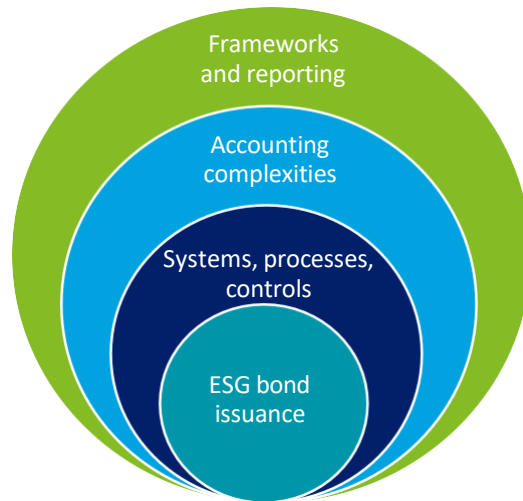 Frameworks
and reporting
Accounting
complexities
Systems, processes,
controls
ESG bond
issuance